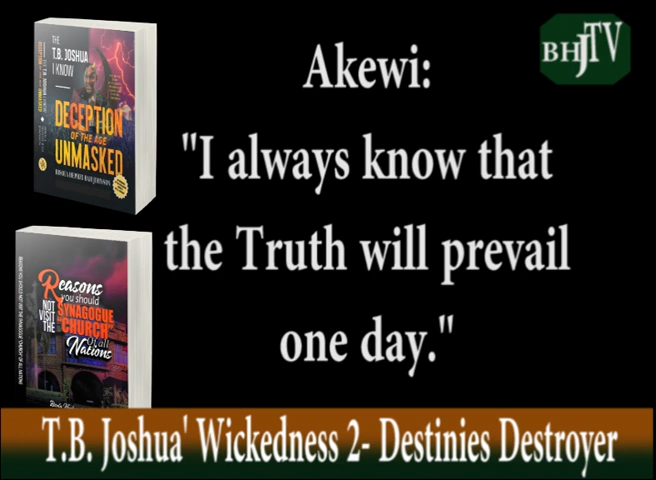 BHJTV
Akewi:
"I always know that
the Truth will prevail
one day."
THE
T.B. JOSHUA
I KNOW
DECEPTION
OF THE AGE
UNMASKED
Reasons
you should
NOT
VISIT
THE
SYNAGOGUE
"CHURCH"
Of all
Nations
T.B. Joshua' Wickedness 2- Destinies Destroyer